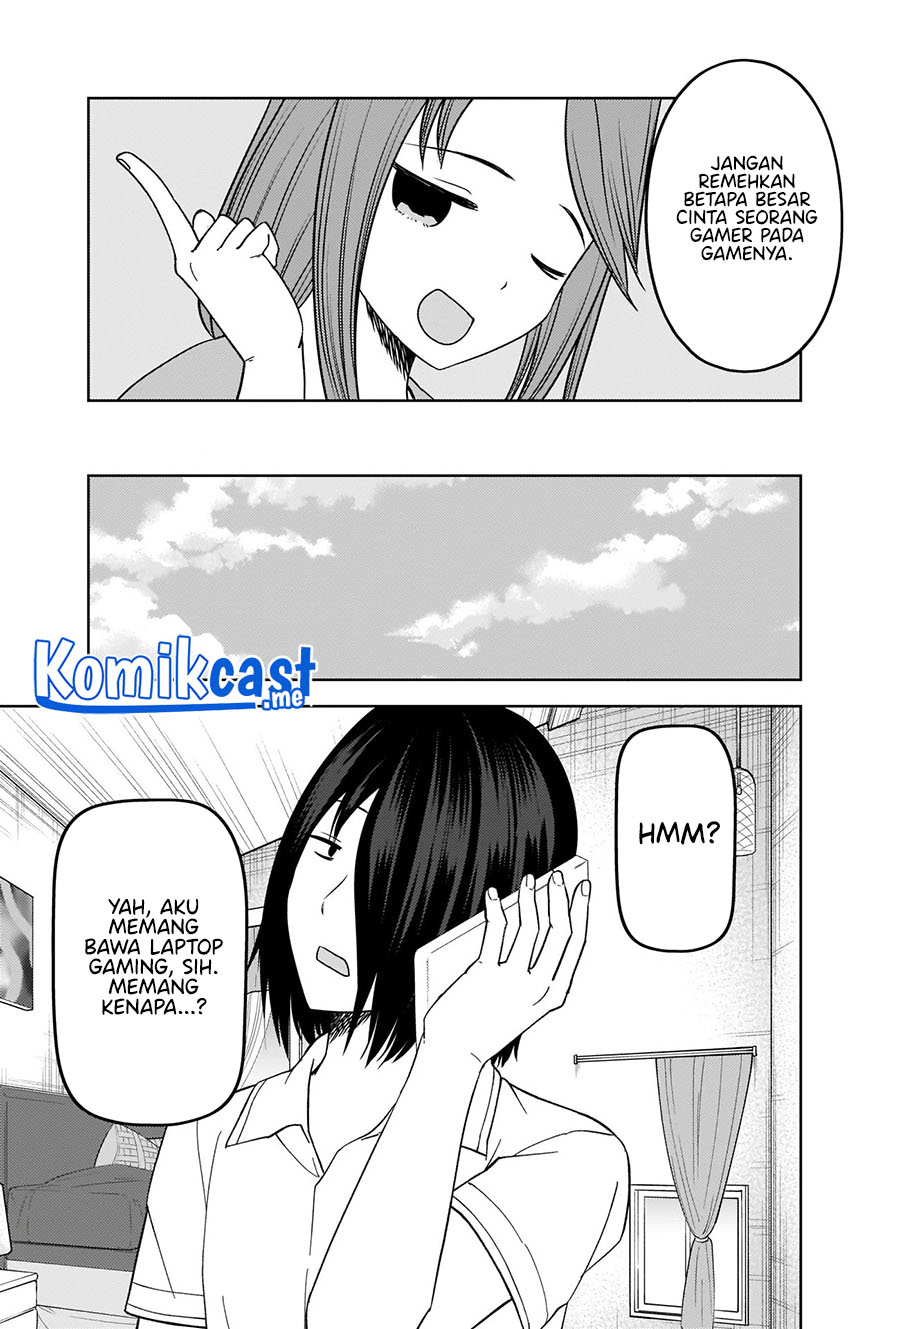 JANGAN
REMEHKAN
BETAPA BESAR
CINTA SEORANG
GAMER PADA
GAMENYA.
Komikcast
.me
HMM?
YAH, AKU
MEMANG
BAWA LAPTOP
GAMING, SIH.
MEMANG
KENAPA...?